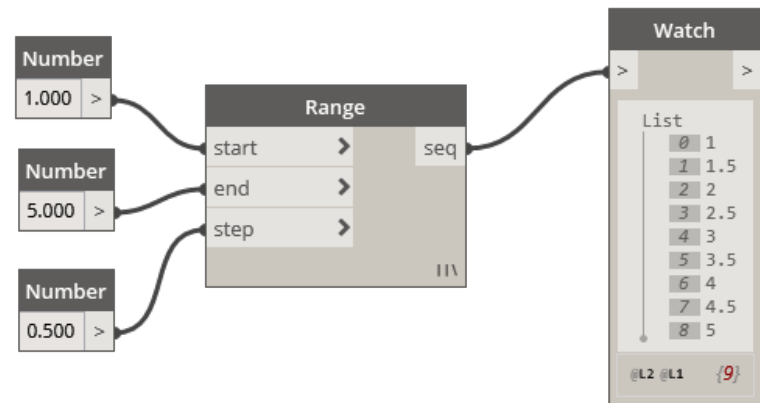 Number
1.000 >
Number
5.000 >
Number
0.500 >
Range
start >
end >
step >
seq
Watch
> >
List
0 1
1 1.5
2 2
3 2.5
4 3
5 3.5
6 4
7 4.5
8 5
@L2 @L1 {9}